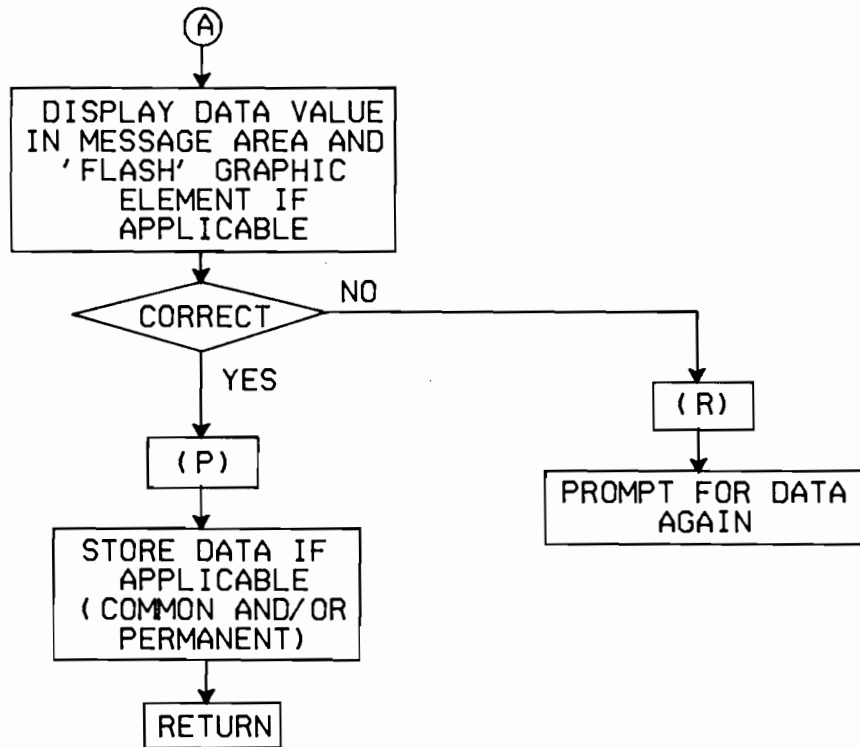 A
DISPLAY DATA VALUE
IN MESSAGE AREA AND
'FLASH' GRAPHIC
ELEMENT IF
APPLICABLE
CORRECT
NO
YES
(P)
(R)
STORE DATA IF
APPLICABLE
(COMMON AND/OR
PERMANENT)
PROMPT FOR DATA
AGAIN
RETURN